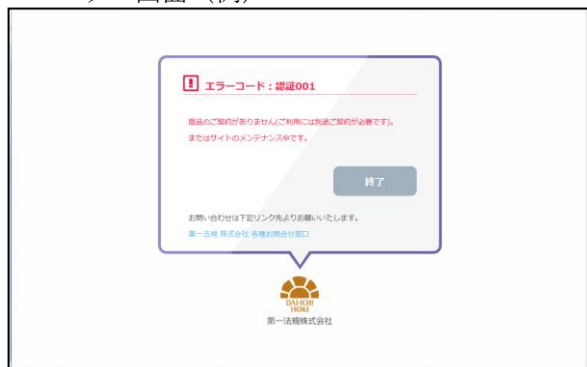 画面（例）
エラーコード：認証001
商品のご契約がありません(ご利用には別途ご契約が必要です)。
またはサイトのメンテナンス中です。
終了
お問い合わせは下記リンク先よりお願いいたします。
第一法規 株式会社 各種お問合せ窓口
DAI-ICHI
HOKI
第一法規株式会社